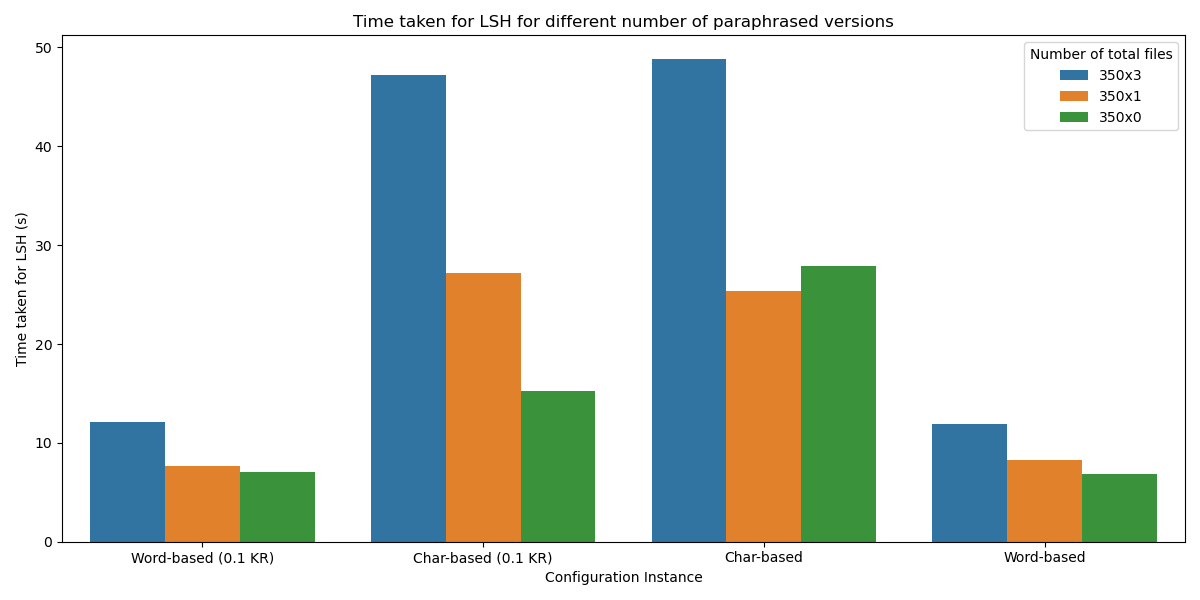 Time taken for LSH for different number of paraphrased versions
Number of total files
350x3
350x1
350x0
Time taken for LSH (s)
50
40
30
20
10
0
Word-based (0.1 KR)
Char-based (0.1 KR)
Char-based
Word-based
Configuration Instance